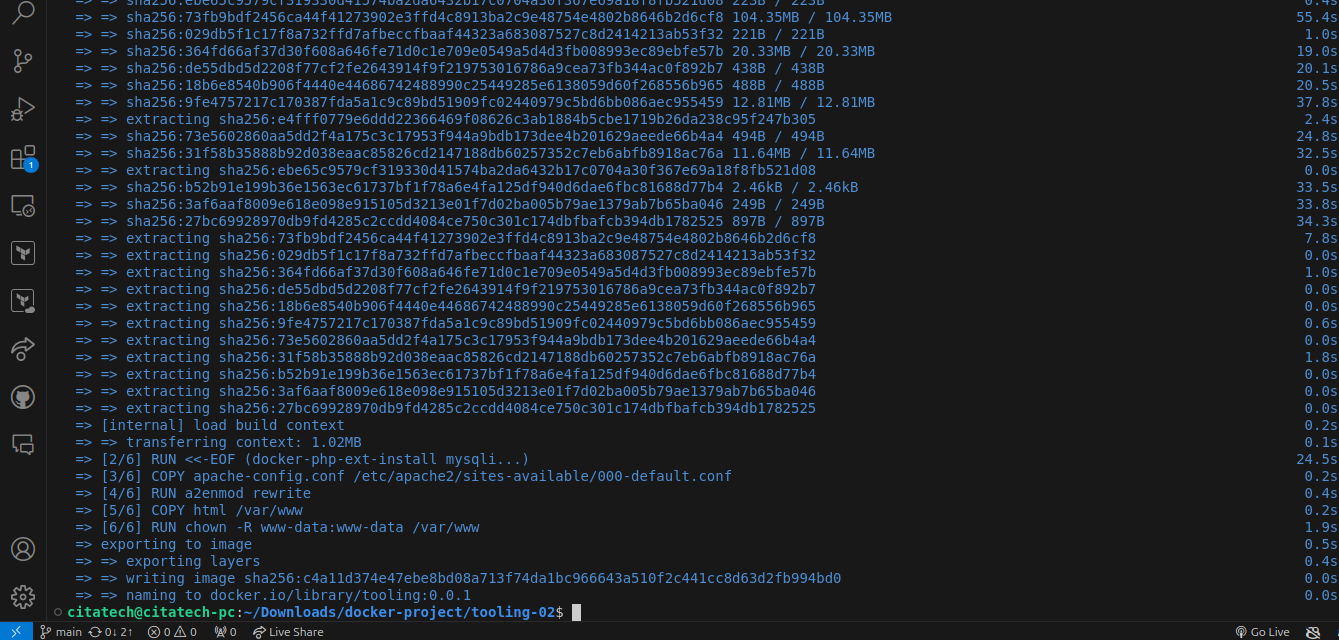 => => sha256:ebe65c9579cf319330d41574ba2da6432b17c0704a30f367e69a18f8fb521d08 223B / 223B 0.4s
=> => sha256:73fb9bdf2456ca44f41273902e3ffd4c8913ba2c9e48754e4802b8646b2d6cf8 104.35MB / 104.35MB 55.4s
=> => sha256:029db5f1c17f8a732ffd7afbeccfbaaf44323a683087527c8d2414213ab53f32 221B / 221B 1.0s
=> => sha256:364fd66af37d30f608a646fe71d0c1e709e0549a5d4d3fb008993ec89ebfe57b 20.33MB / 20.33MB 19.0s
=> => sha256:de55dbd5d2208f77cf2fe2643914f9f219753016786a9cea73fb344ac0f892b7 438B / 438B 20.1s
=> => sha256:18b6e8540b906f4440e44686742488990c25449285e6138059d60f268556b965 488B / 488B 20.5s
=> => sha256:9fe4757217c170387fda5a1c9c89bd51909fc02440979c5bd6bb086aec955459 12.81MB / 12.81MB 37.8s
=> => extracting sha256:e4fff0779e6ddd22366469f08626c3ab1884b5cbe1719b26da238c95f247b305 2.4s
=> => sha256:73e5602860aa5dd2f4a175c3c17953f944a9bdb173dee4b201629aeede66b4a4 494B / 494B 24.8s
=> => sha256:31f58b35888b92d038eaac85826cd2147188db60257352c7eb6abfb8918ac76a 11.64MB / 11.64MB 32.5s
=> => extracting sha256:ebe65c9579cf319330d41574ba2da6432b17c0704a30f367e69a18f8fb521d08 0.0s
=> => sha256:b52b91e199b36e1563ec61737bf1f78a6e4fa125df940d6dae6fbc81688d77b4 2.46kB / 2.46kB 33.5s
=> => sha256:3af6aaf8009e618e098e915105d3213e01f7d02ba005b79ae1379ab7b65ba046 249B / 249B 33.8s
=> => sha256:27bc69928970db9fd4285c2ccdd4084ce750c301c174dbfbafcb394db1782525 897B / 897B 34.3s
=> => extracting sha256:73fb9bdf2456ca44f41273902e3ffd4c8913ba2c9e48754e4802b8646b2d6cf8 7.8s
=> => extracting sha256:029db5f1c17f8a732ffd7afbeccfbaaf44323a683087527c8d2414213ab53f32 0.0s
=> => extracting sha256:364fd66af37d30f608a646fe71d0c1e709e0549a5d4d3fb008993ec89ebfe57b 1.0s
=> => extracting sha256:de55dbd5d2208f77cf2fe2643914f9f219753016786a9cea73fb344ac0f892b7 0.0s
=> => extracting sha256:18b6e8540b906f4440e44686742488990c25449285e6138059d60f268556b965 0.0s
=> => extracting sha256:9fe4757217c170387fda5a1c9c89bd51909fc02440979c5bd6bb086aec955459 0.6s
=> => extracting sha256:73e5602860aa5dd2f4a175c3c17953f944a9bdb173dee4b201629aeede66b4a4 0.0s
=> => extracting sha256:31f58b35888b92d038eaac85826cd2147188db60257352c7eb6abfb8918ac76a 1.8s
=> => extracting sha256:b52b91e199b36e1563ec61737bf1f78a6e4fa125df940d6dae6fbc81688d77b4 0.0s
=> => extracting sha256:3af6aaf8009e618e098e915105d3213e01f7d02ba005b79ae1379ab7b65ba046 0.0s
=> => extracting sha256:27bc69928970db9fd4285c2ccdd4084ce750c301c174dbfbafcb394db1782525 0.0s
=> [internal] load build context 0.2s
=> => transferring context: 1.02MB 0.1s
=> [2/6] RUN <<-EOF (docker-php-ext-install mysqli...) 24.5s
=> [3/6] COPY apache-config.conf /etc/apache2/sites-available/000-default.conf 0.2s
=> [4/6] RUN a2enmod rewrite 0.4s
=> [5/6] COPY html /var/www 0.2s
=> [6/6] RUN chown -R www-data:www-data /var/www 1.9s
=> exporting to image 0.5s
=> => exporting layers 0.4s
=> => writing image sha256:c4a11d374e47ebe8bd08a713f74da1bc966643a510f2c441cc8d63d2fb994bd0 0.0s
=> => naming to docker.io/library/tooling:0.0.1 0.0s
citatech@citatech-pc:~/Downloads/docker-project/tooling-02$
1
main 0↓ 2↑ 0 0 0 Live Share Go Live